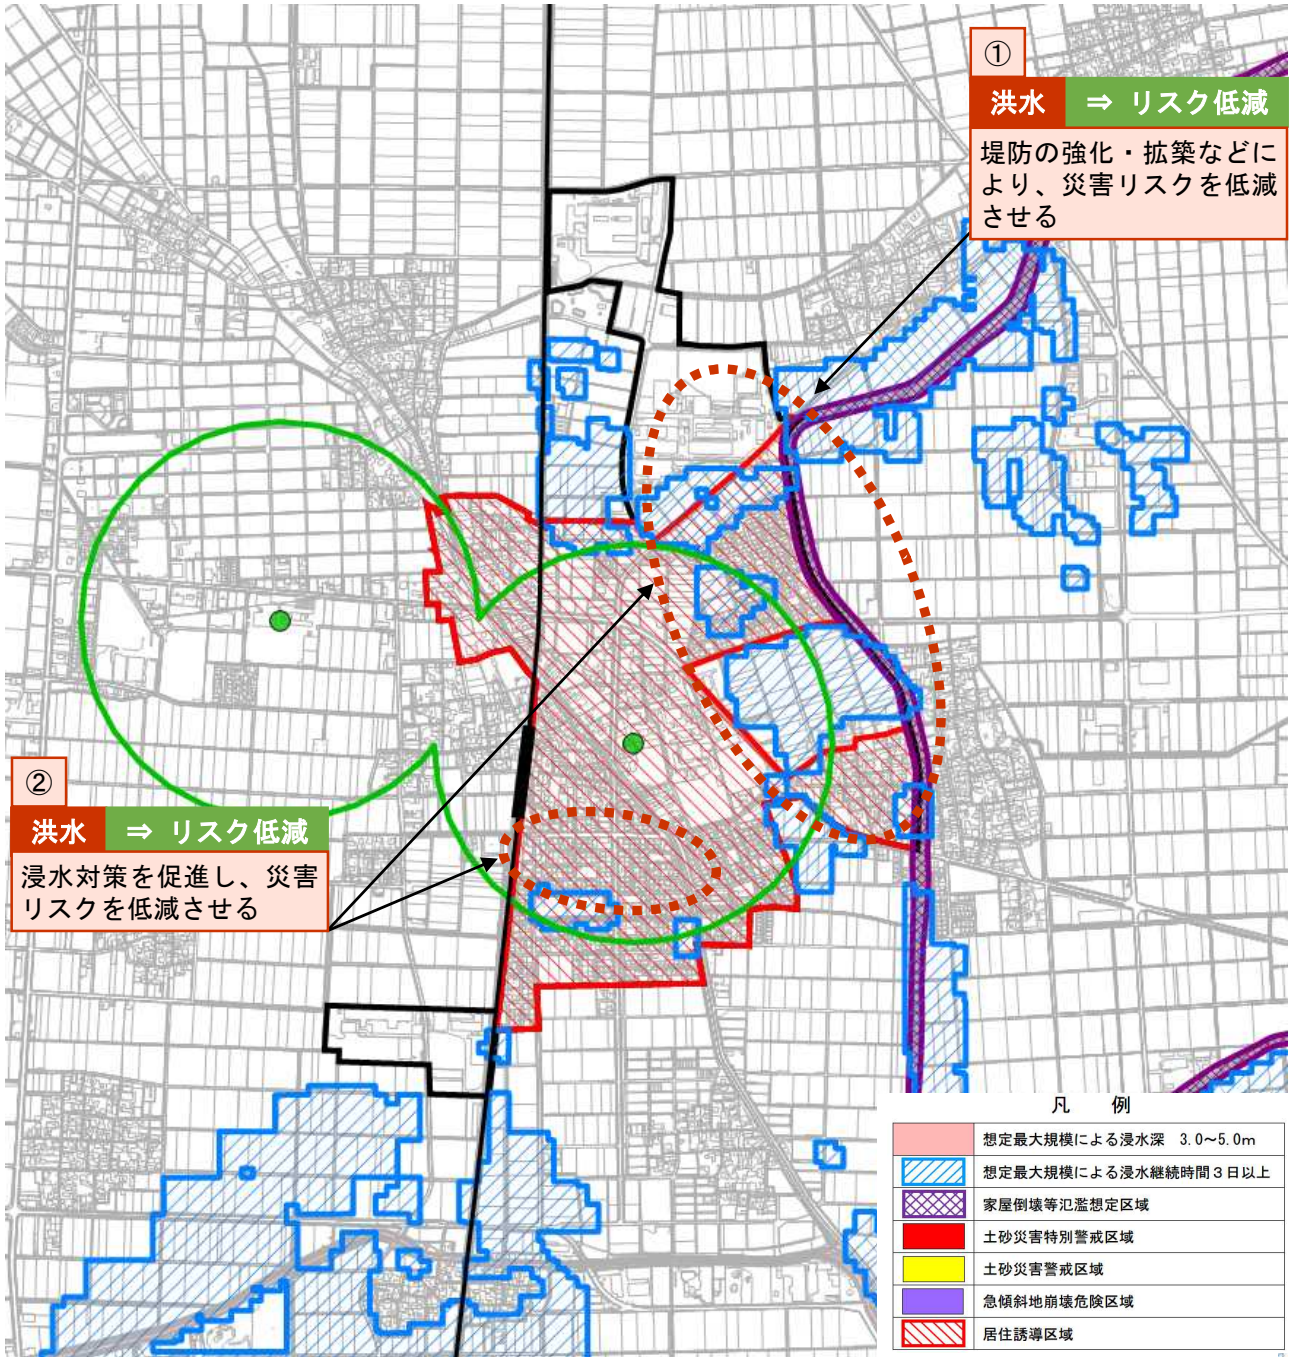 ①
洪水 ⇒ リスク低減
堤防の強化・拡築などに
より、災害リスクを低減
させる
②
洪水 ⇒ リスク低減
浸水対策を促進し、災害
リスクを低減させる
凡 例
想定最大規模による浸水深 3.0～5.0m
想定最大規模による浸水継続時間３日以上
家屋倒壊等氾濫想定区域
土砂災害特別警戒区域
土砂災害警戒区域
急傾斜地崩壊危険区域
居住誘導区域